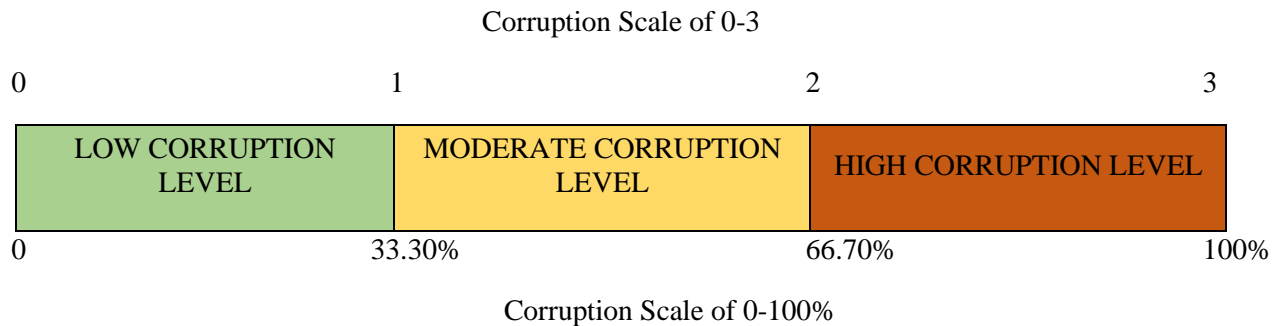 Corruption Scale of 0-3
0 1 2 3
LOW CORRUPTION
LEVEL
MODERATE CORRUPTION
LEVEL
HIGH CORRUPTION LEVEL
0 33.30% 66.70% 100%
Corruption Scale of 0-100%